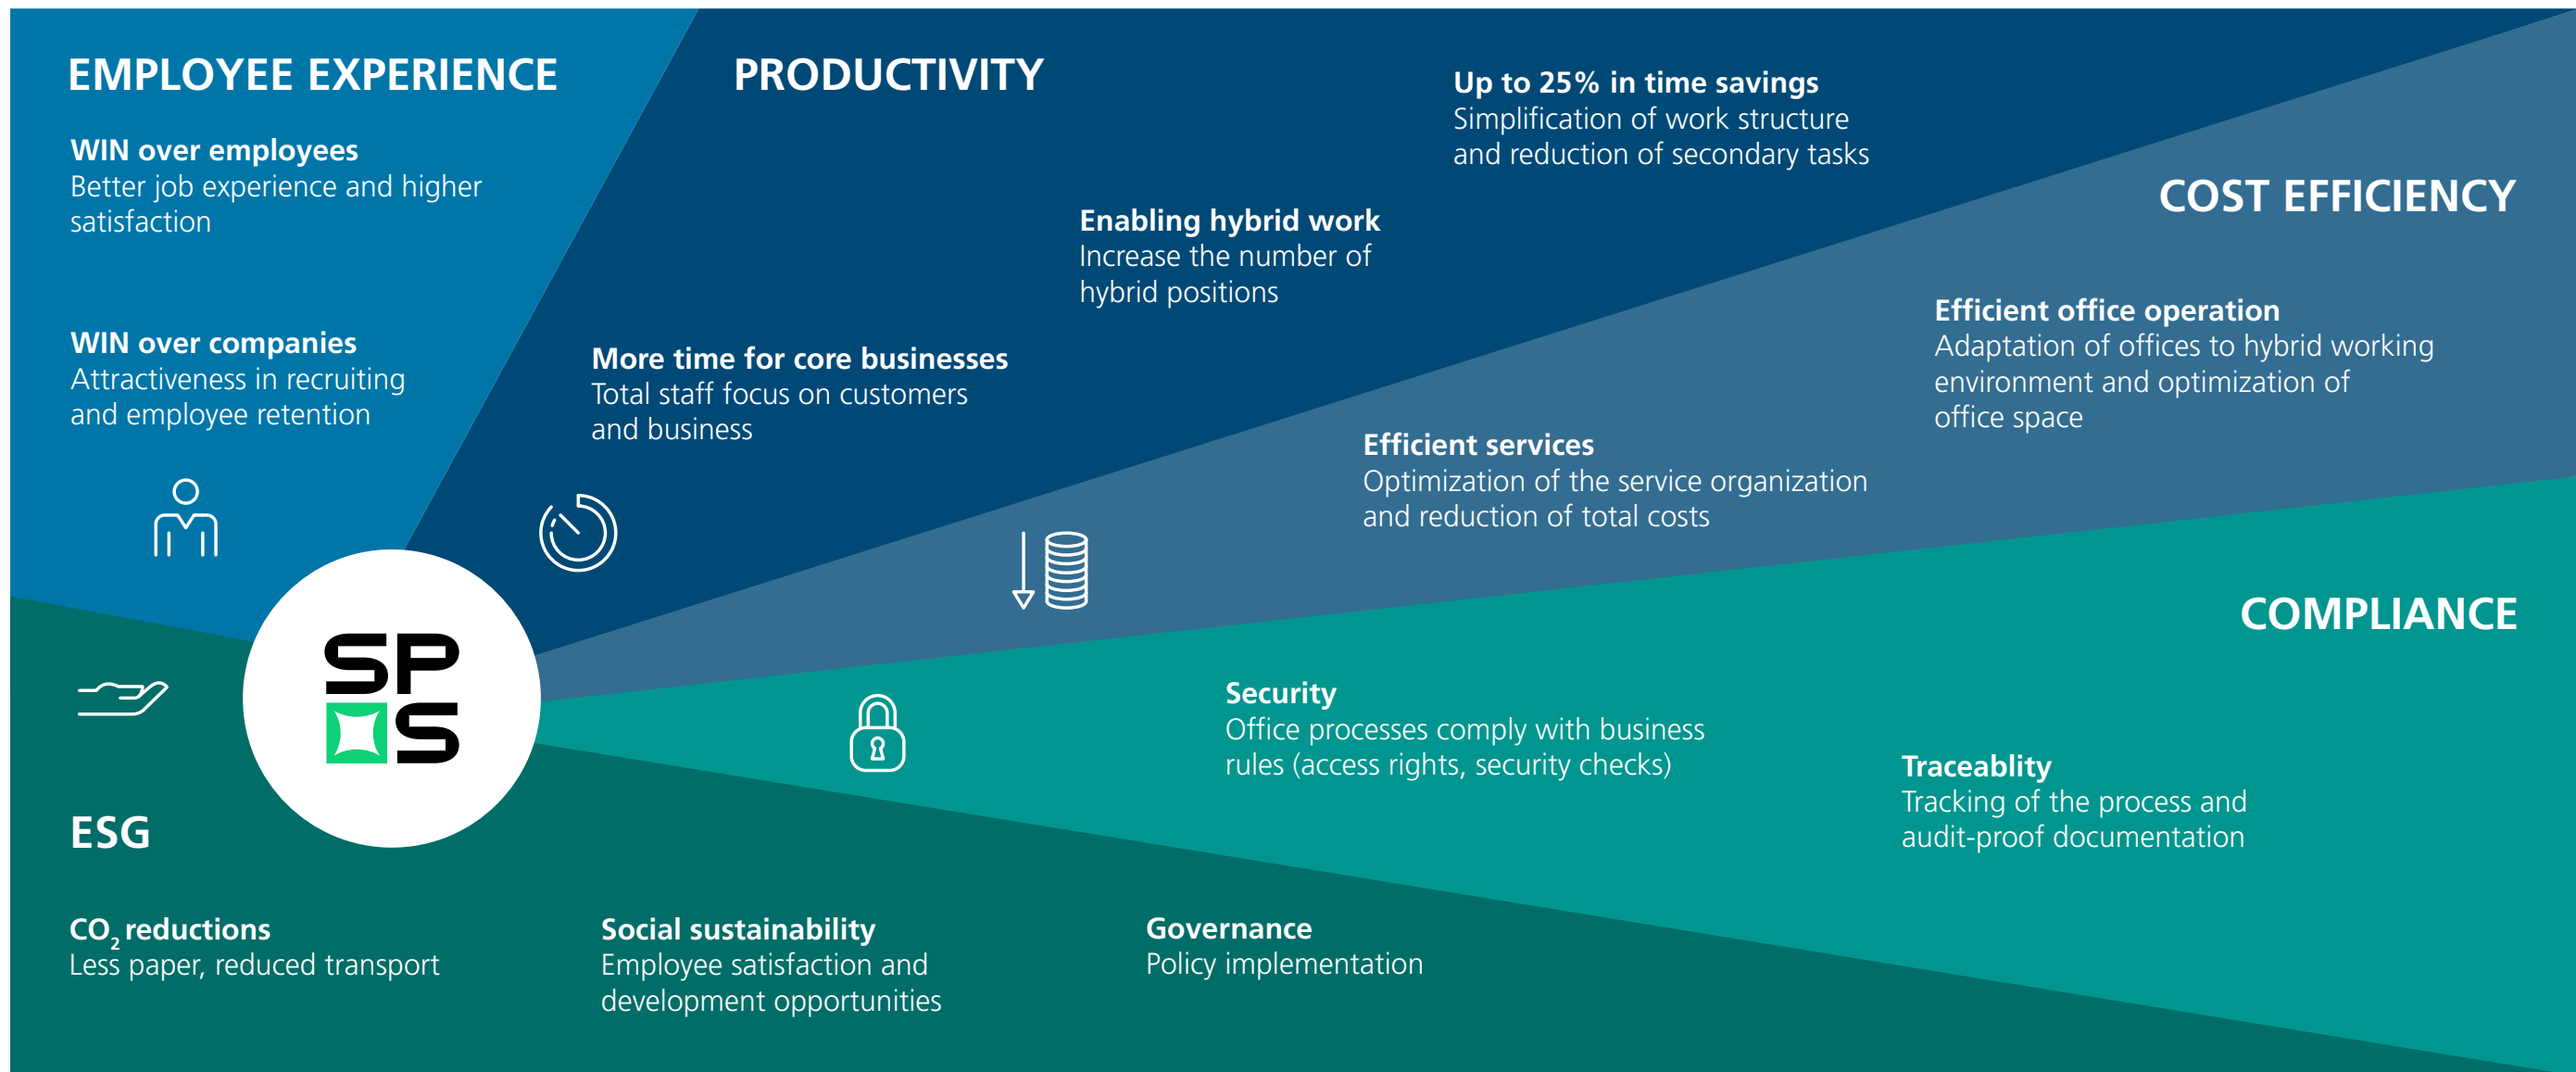 EMPLOYEE EXPERIENCE
WIN over employees
Better job experience and higher
satisfaction
WIN over companies
Attractiveness in recruiting
and employee retention
PRODUCTIVITY
Up to 25% in time savings
Simplification of work structure
and reduction of secondary tasks
Enabling hybrid work
Increase the number of
hybrid positions
More time for core businesses
Total staff focus on customers
and business
COST EFFICIENCY
Efficient office operation
Adaptation of offices to hybrid working
environment and optimization of
office space
Efficient services
Optimization of the service organization
and reduction of total costs
COMPLIANCE
Security
Office processes comply with business
rules (access rights, security checks)
Traceablity
Tracking of the process and
audit-proof documentation
SP
S
ESG
CO₂ reductions
Less paper, reduced transport
Social sustainability
Employee satisfaction and
development opportunities
Governance
Policy implementation